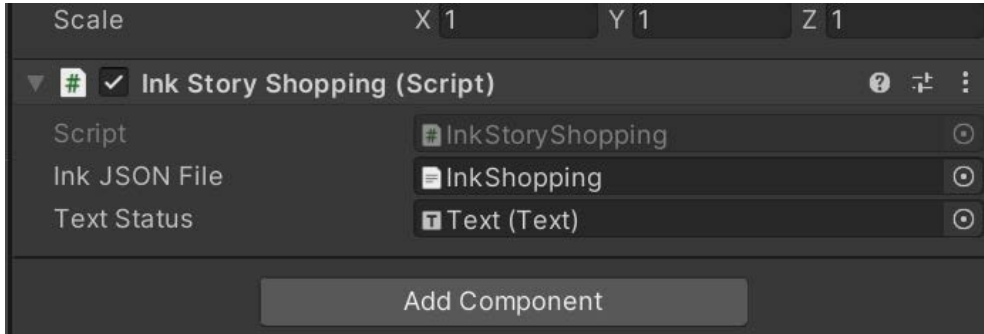 Scale X 1 Y 1 Z 1
# Ink Story Shopping (Script)
Script # InkStoryShopping
Ink JSON File InkShopping
Text Status T Text (Text)
Add Component